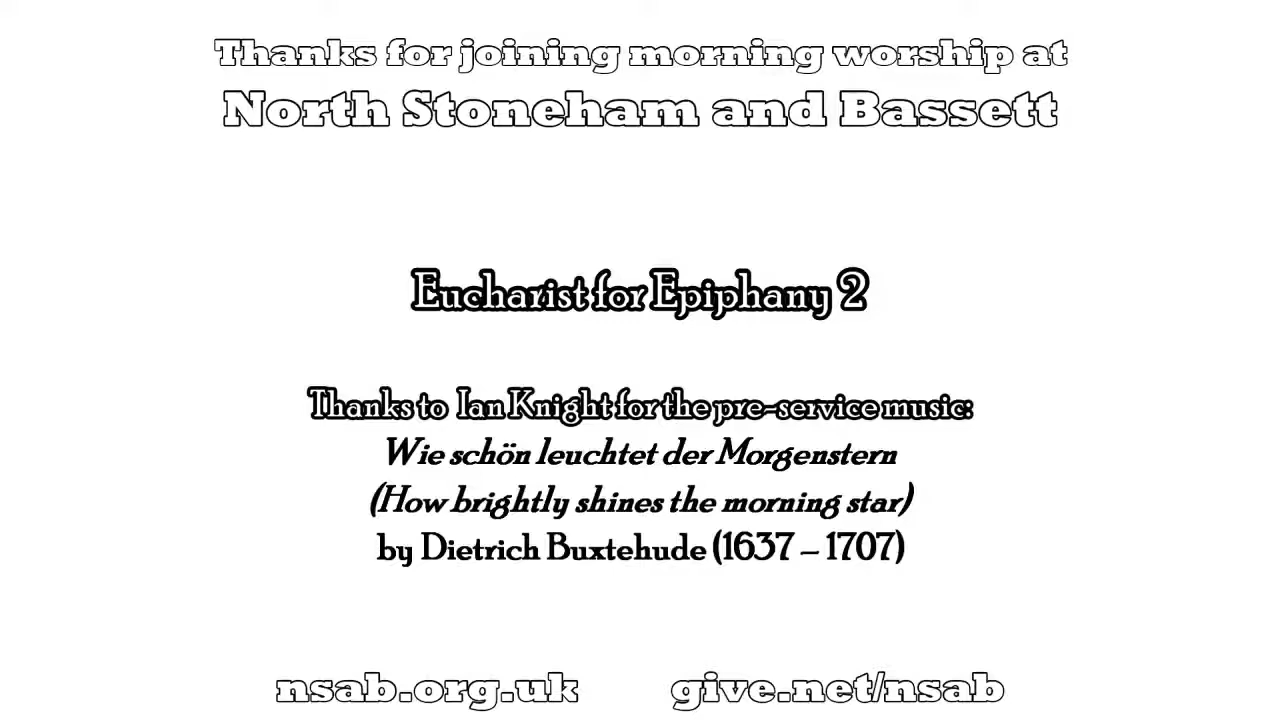 Thanks for joining morning worship at
North Stoneham and Bassett
Eucharist for Epiphany 2
Thanks to Ian Knight for the pre-service music:
Wie schön leuchtet der Morgenstern
(How brightly shines the morning star)
by Dietrich Buxtehude (1637 – 1707)
nsab.org.uk give.net/nsab